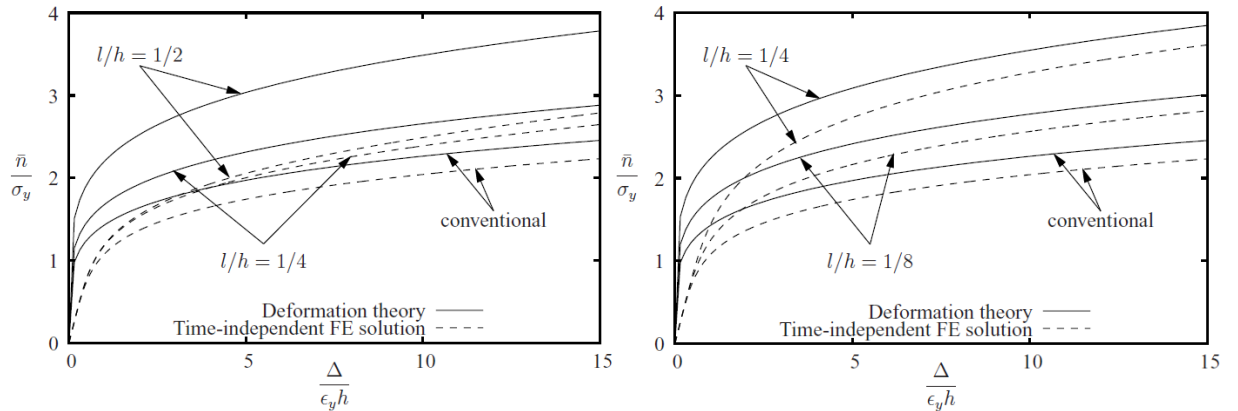 4
3
n̄
σ_y
2
1
0
l/h = 1/2
l/h = 1/4
conventional
Deformation theory
Time-independent FE solution
0
5
10
15
Δ
ϵ_y h
4
3
n̄
σ_y
2
1
0
l/h = 1/4
l/h = 1/8
conventional
Deformation theory
Time-independent FE solution
0
5
10
15
Δ
ϵ_y h